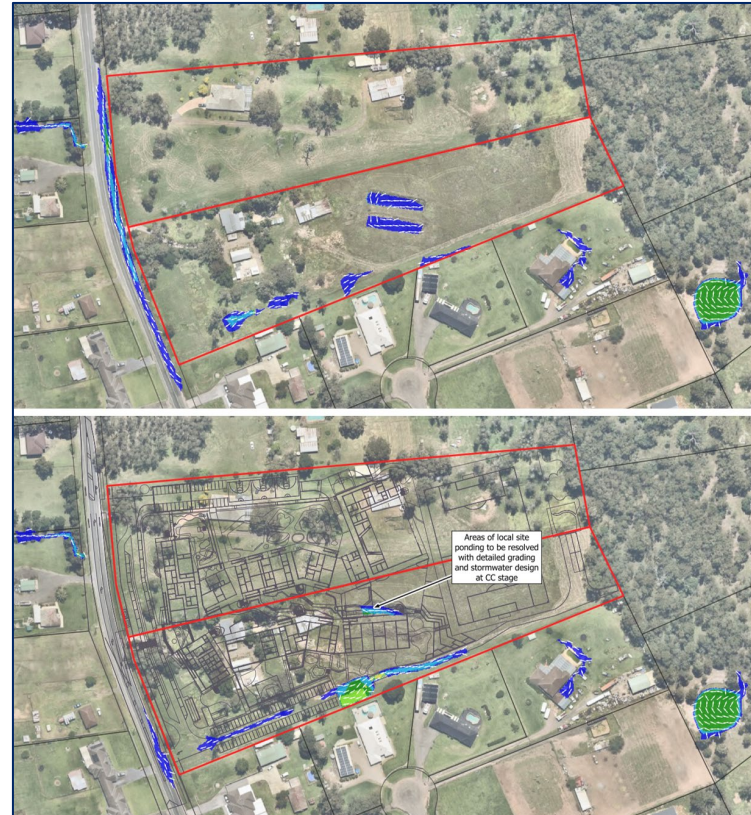 Areas of local site
ponding to be resolved
with detailed grading
and stormwater design
at CC stage